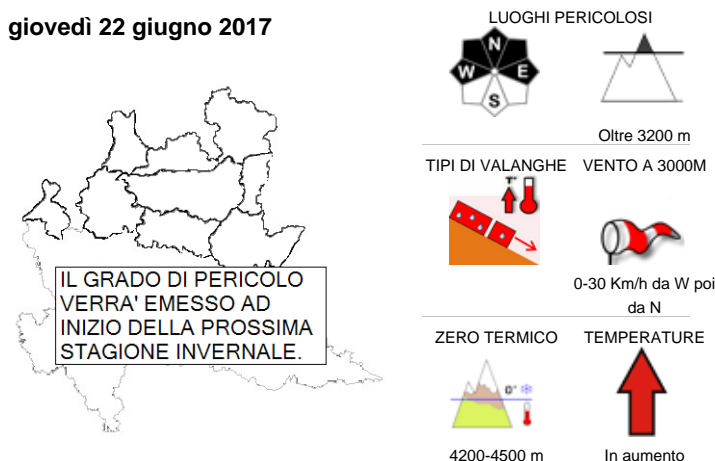 giovedì 22 giugno 2017
IL GRADO DI PERICOLO
VERRA' EMESSO AD
INIZIO DELLA PROSSIMA
STAGIONE INVERNALE.
LUOGHI PERICOLOSI
N
W E
S
Oltre 3200 m
TIPI DI VALANGHE
T°
VENTO A 3000M
0-30 Km/h da W poi
da N
ZERO TERMICO
0°
4200-4500 m
TEMPERATURE
In aumento